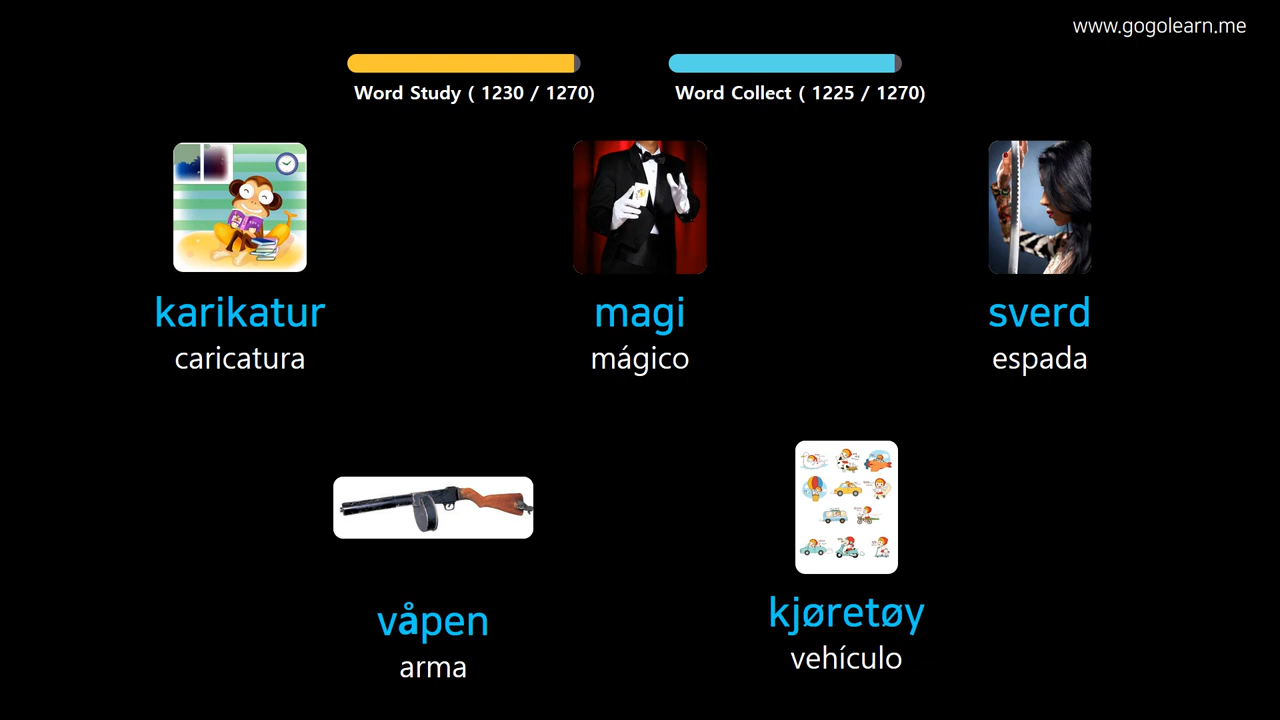 www.gogolearn.me
Word Study ( 1230 / 1270)
Word Collect ( 1225 / 1270)
karikatur
caricatura
magi
mágico
sverd
espada
våpen
arma
kjøretøy
vehículo